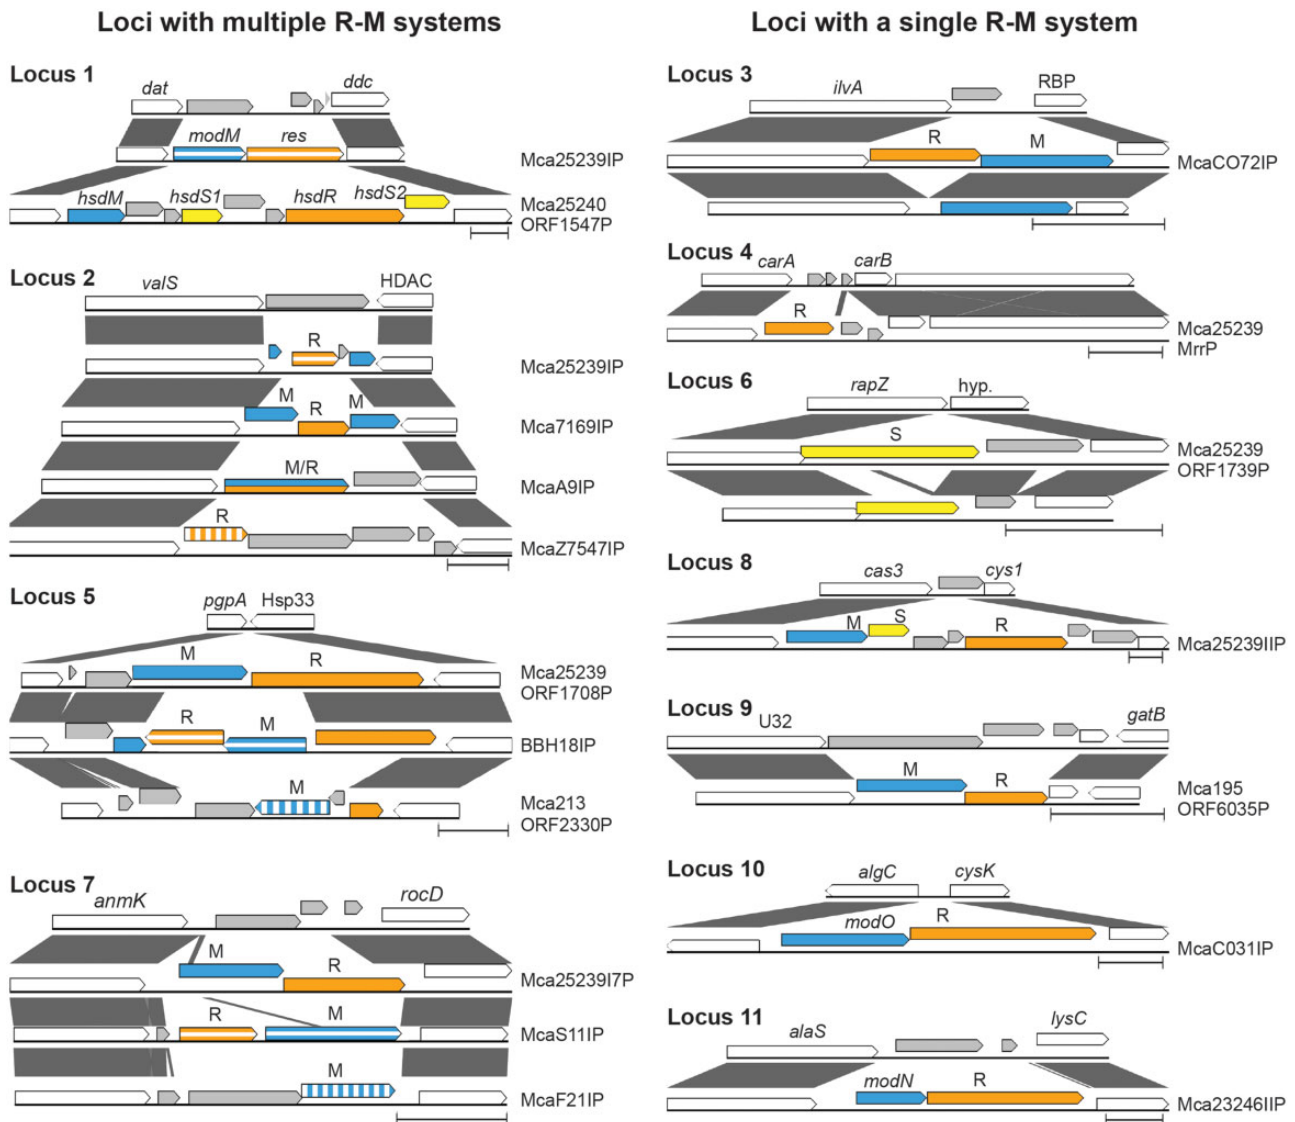 Loci with multiple R-M systems
Locus 1
dat
ddc
modM
res
Mca25239IP
hsdM
hsdS1
hsdR
hsdS2
Mca25240
ORF1547P
Locus 2
valS
HDAC
R
Mca25239IP
M
R
M
Mca7169IP
M/R
McaA9IP
R
McaZ7547IP
Locus 5
pgpA
Hsp33
M
R
Mca25239
ORF1708P
R
M
BBH18IP
M
Mca213
ORF2330P
Locus 7
anmK
rocD
M
R
Mca25239I7P
R
M
McaS11IP
M
McaF21IP
Loci with a single R-M system
Locus 3
ilvA
RBP
R
M
McaCO72IP
Locus 4
carA
carB
R
Mca25239
MrrP
Locus 6
rapZ
hyp.
S
Mca25239
ORF1739P
Locus 8
cas3
cys1
M
S
R
Mca25239IIP
Locus 9
U32
gatB
M
R
Mca195
ORF6035P
Locus 10
algC
cysK
modO
R
McaC031IP
Locus 11
alaS
lysC
modN
R
Mca23246IIP